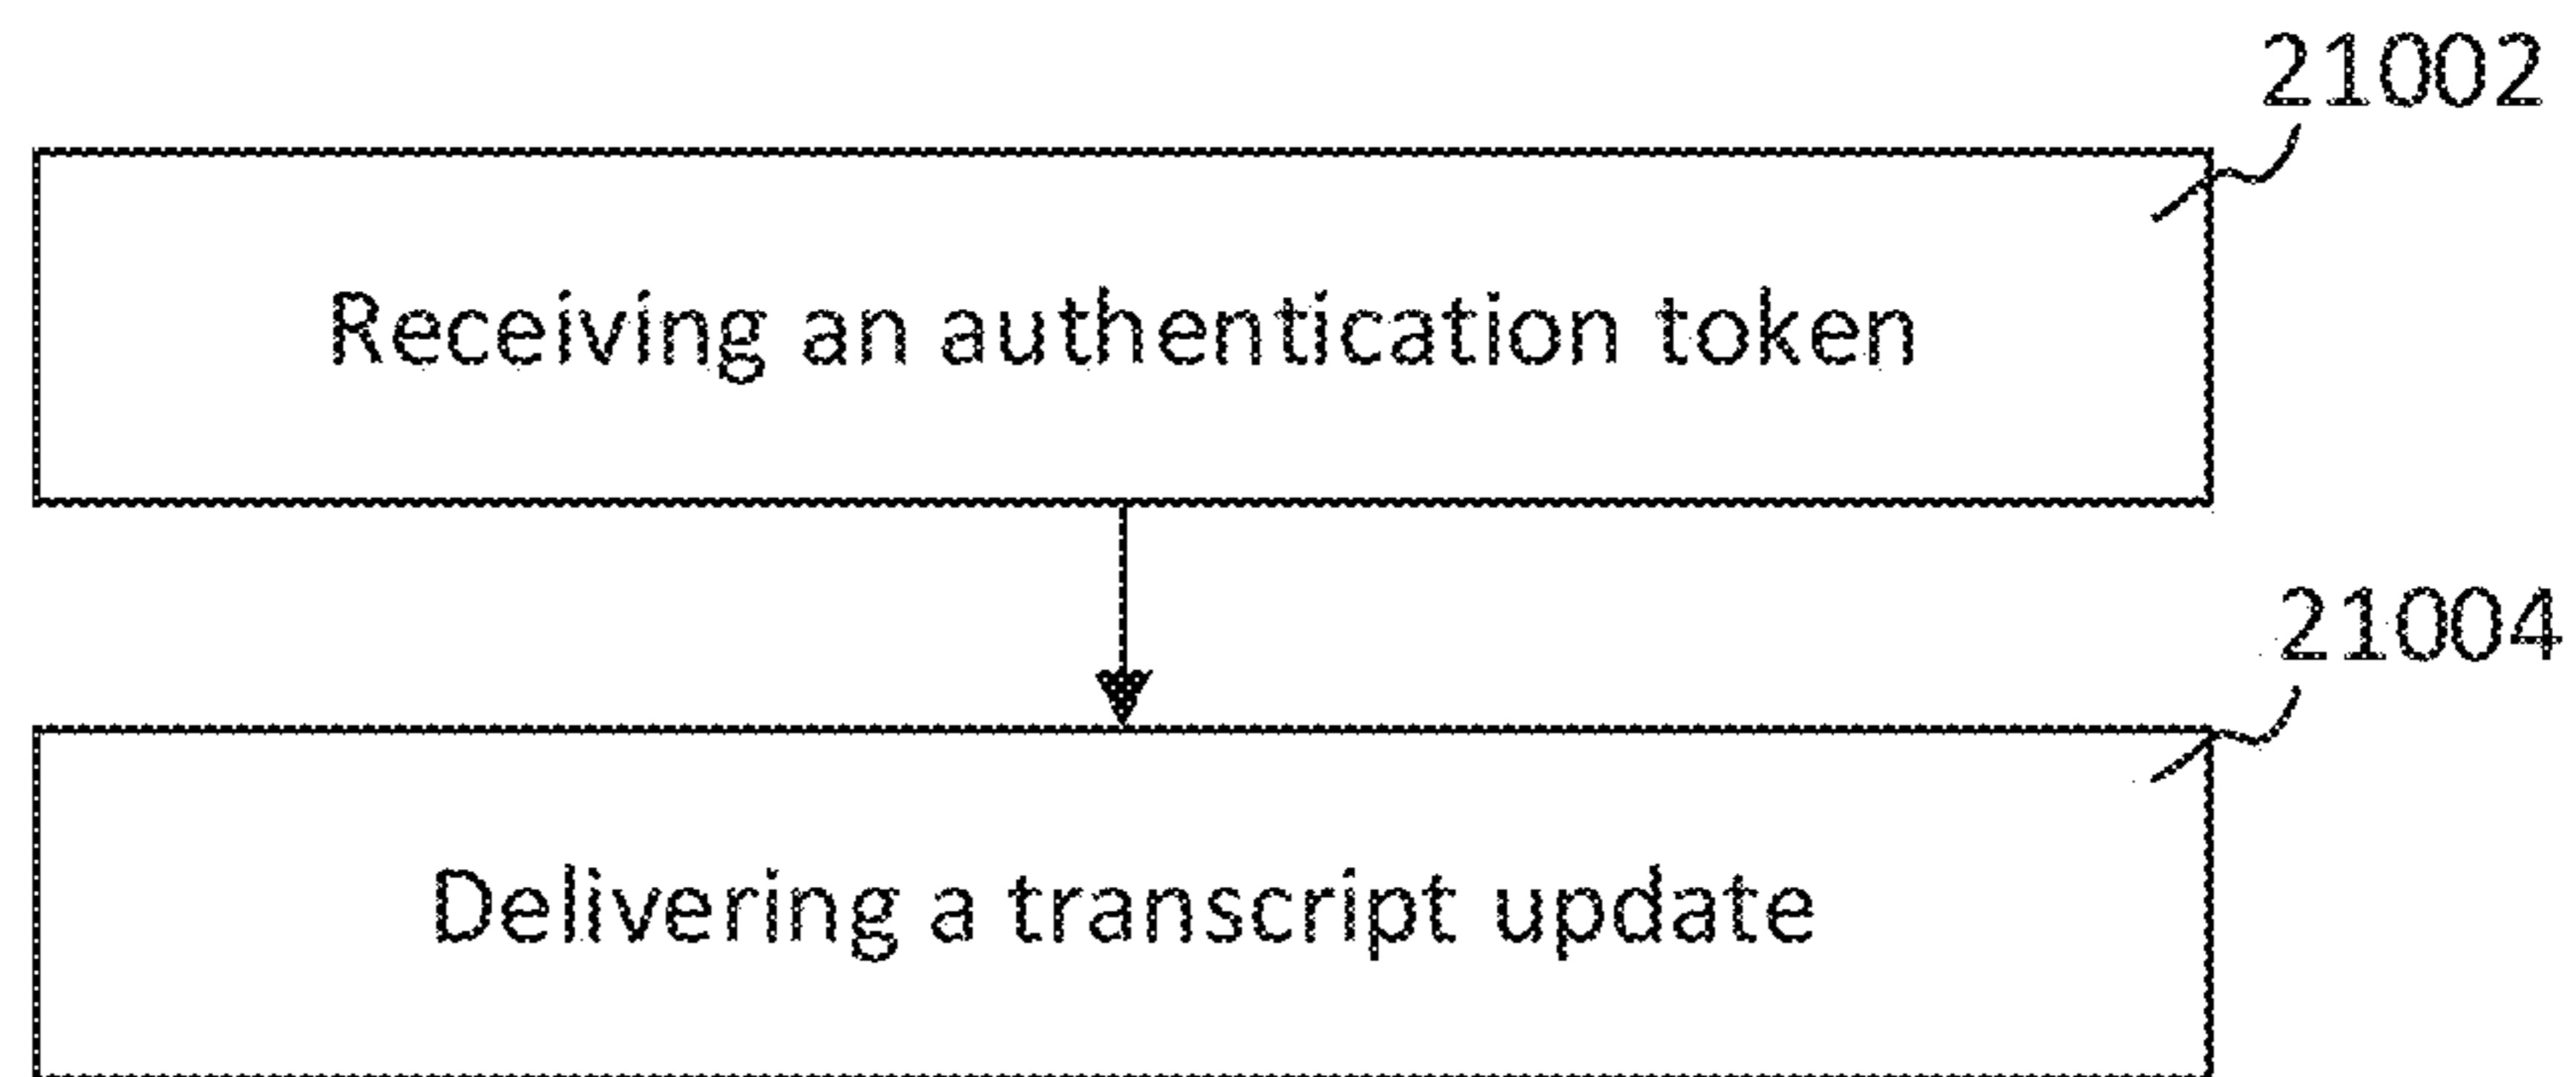 21002
Receiving an authentication token
21004
Delivering a transcript update